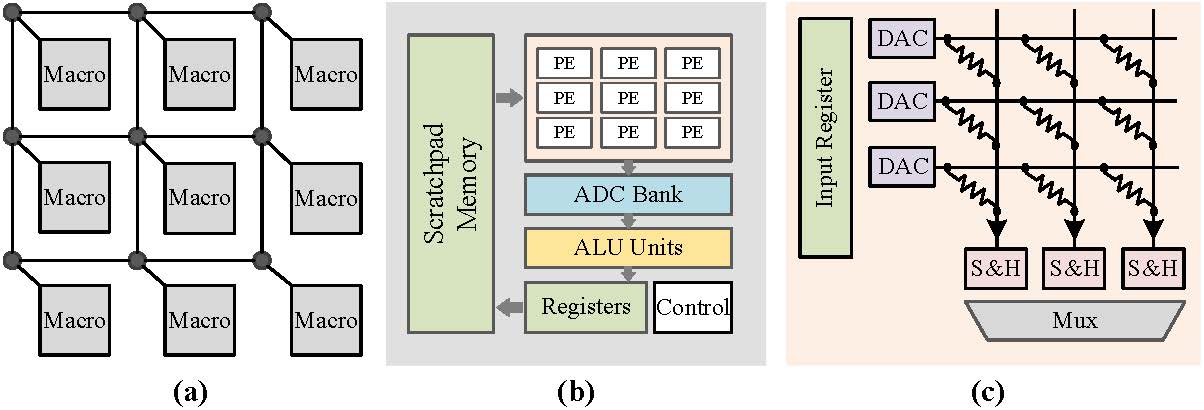 Macro Macro Macro
Macro Macro Macro
Macro Macro Macro
(a)
Scratchpad
Memory
PE PE PE
PE PE PE
PE PE PE
ADC Bank
ALU Units
Registers
Control
(b)
Input Register
DAC
DAC
DAC
S&H S&H S&H
Mux
(c)